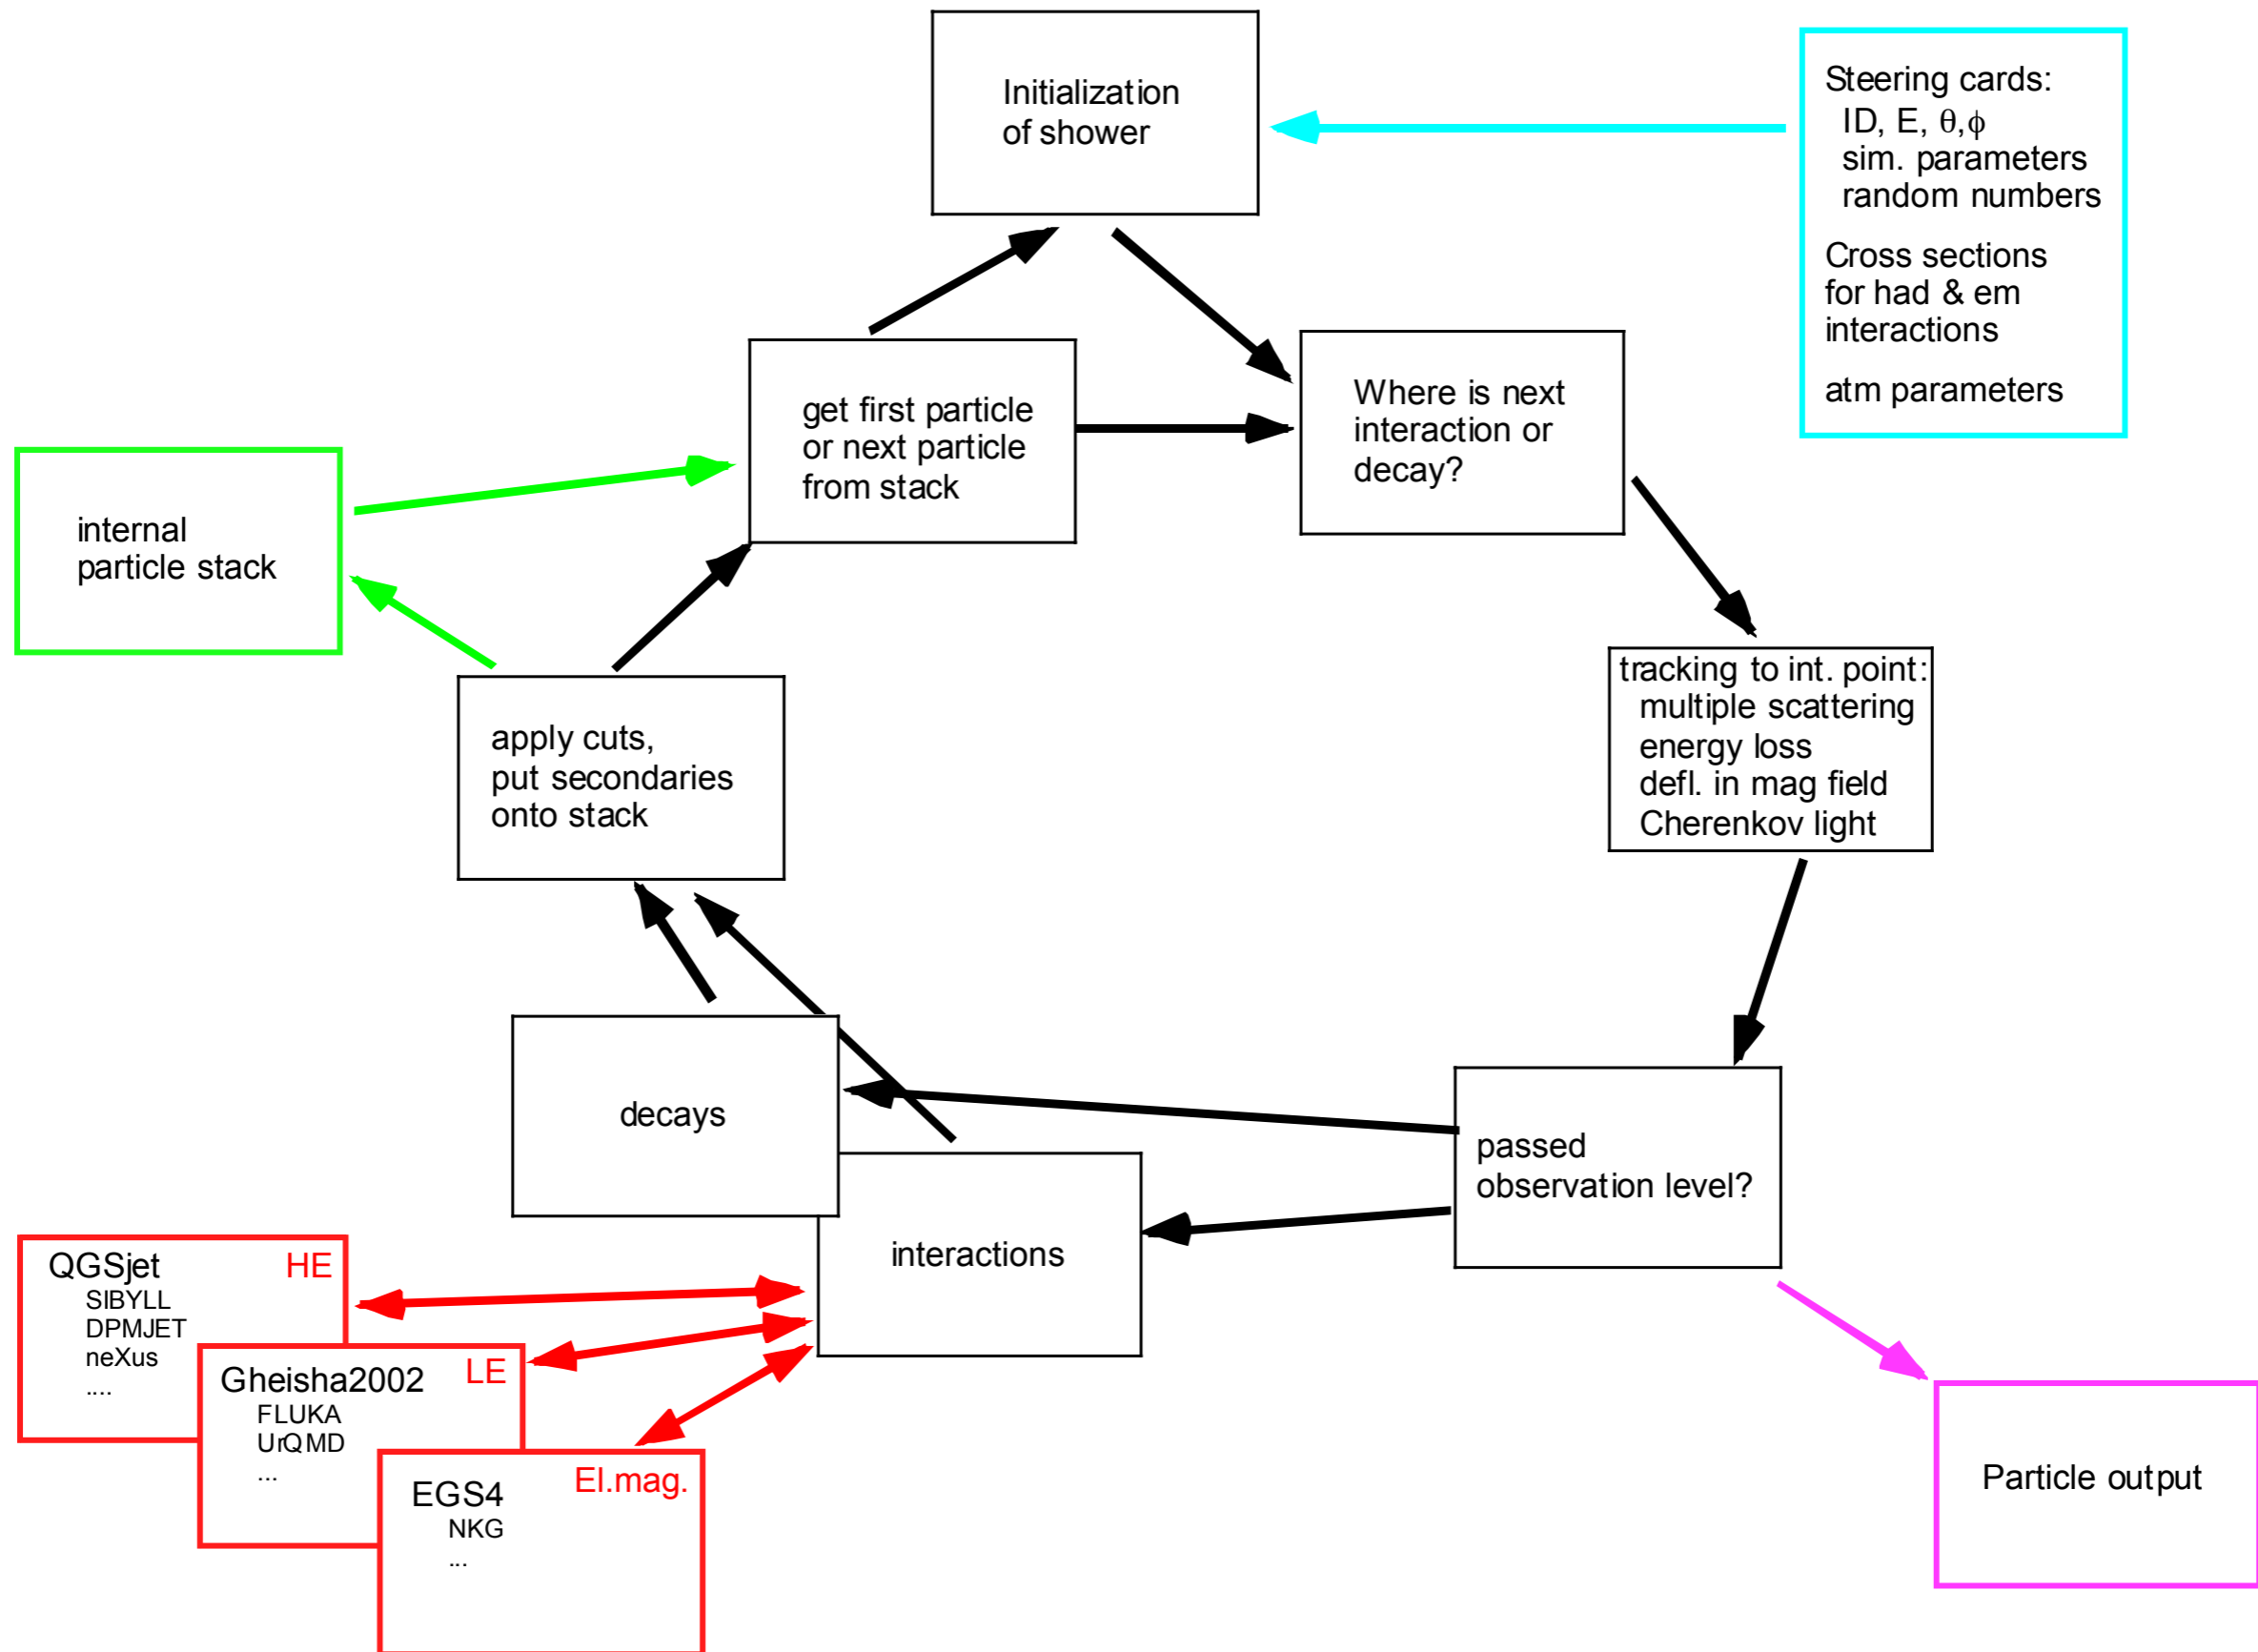 Initialization
of shower
Steering cards:
ID, E, θ,ϕ
sim. parameters
random numbers
Cross sections
for had & em
interactions
atm parameters
get first particle
or next particle
from stack
Where is next
interaction or
decay?
internal
particle stack
tracking to int. point:
multiple scattering
energy loss
defl. in mag field
Cherenkov light
apply cuts,
put secondaries
onto stack
decays
passed
observation level?
interactions
QGSjet HE
SIBYLL
DPMJET
neXus
....
Gheisha2002 LE
FLUKA
UrQMD
...
EGS4 El.mag.
NKG
...
Particle output